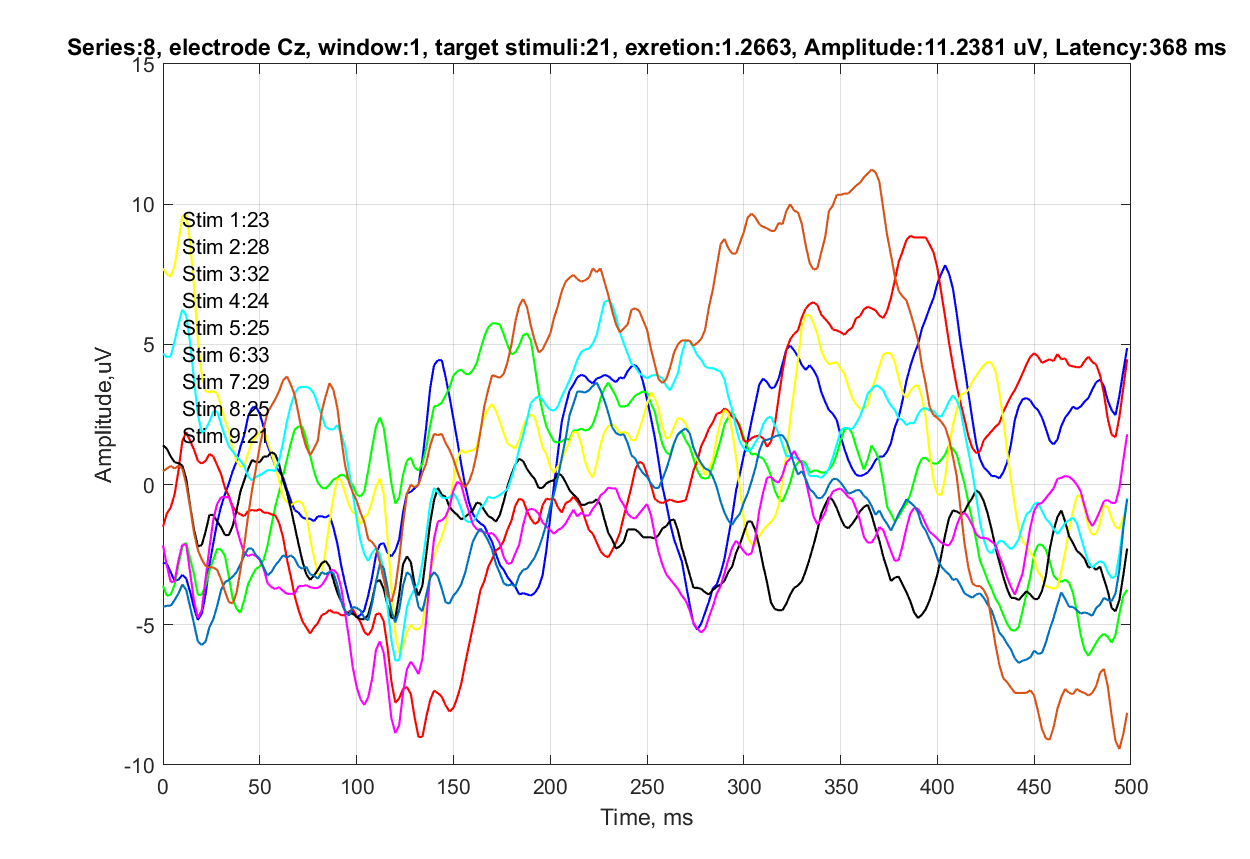 Series:8, electrode Cz, window:1, target stimuli:21, exretion:1.2663, Amplitude:11.2381 uV, Latency:368 ms
15
10
5
0
-5
-10
Amplitude,uV
Stim 1:23
Stim 2:28
Stim 3:32
Stim 4:24
Stim 5:25
Stim 6:33
Stim 7:29
Stim 8:25
Stim 9:21
0 50 100 150 200 250 300 350 400 450 500
Time, ms